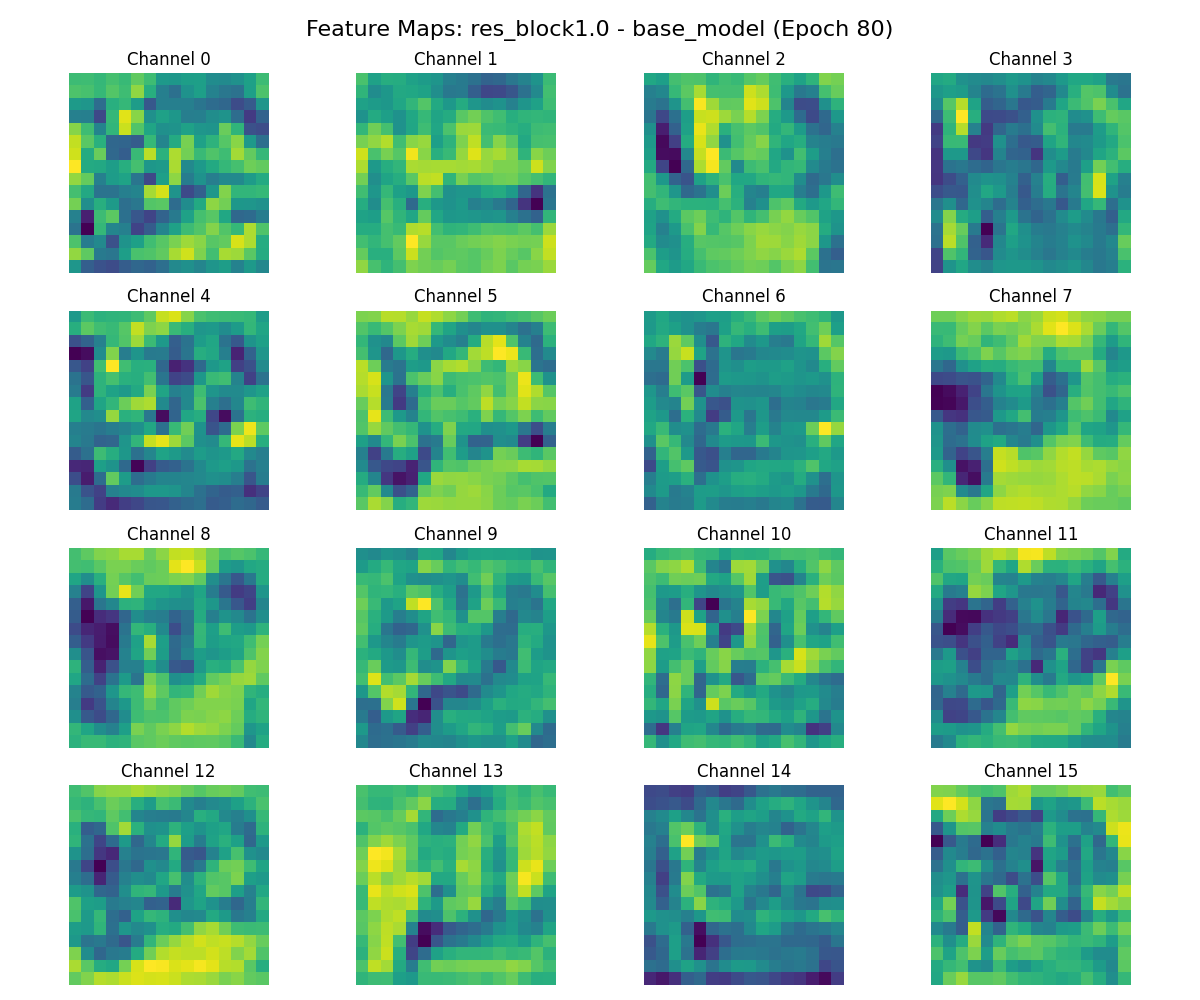 Feature Maps: res_block1.0 - base_model (Epoch 80)
Channel 0
Channel 1
Channel 2
Channel 3
Channel 4
Channel 5
Channel 6
Channel 7
Channel 8
Channel 9
Channel 10
Channel 11
Channel 12
Channel 13
Channel 14
Channel 15